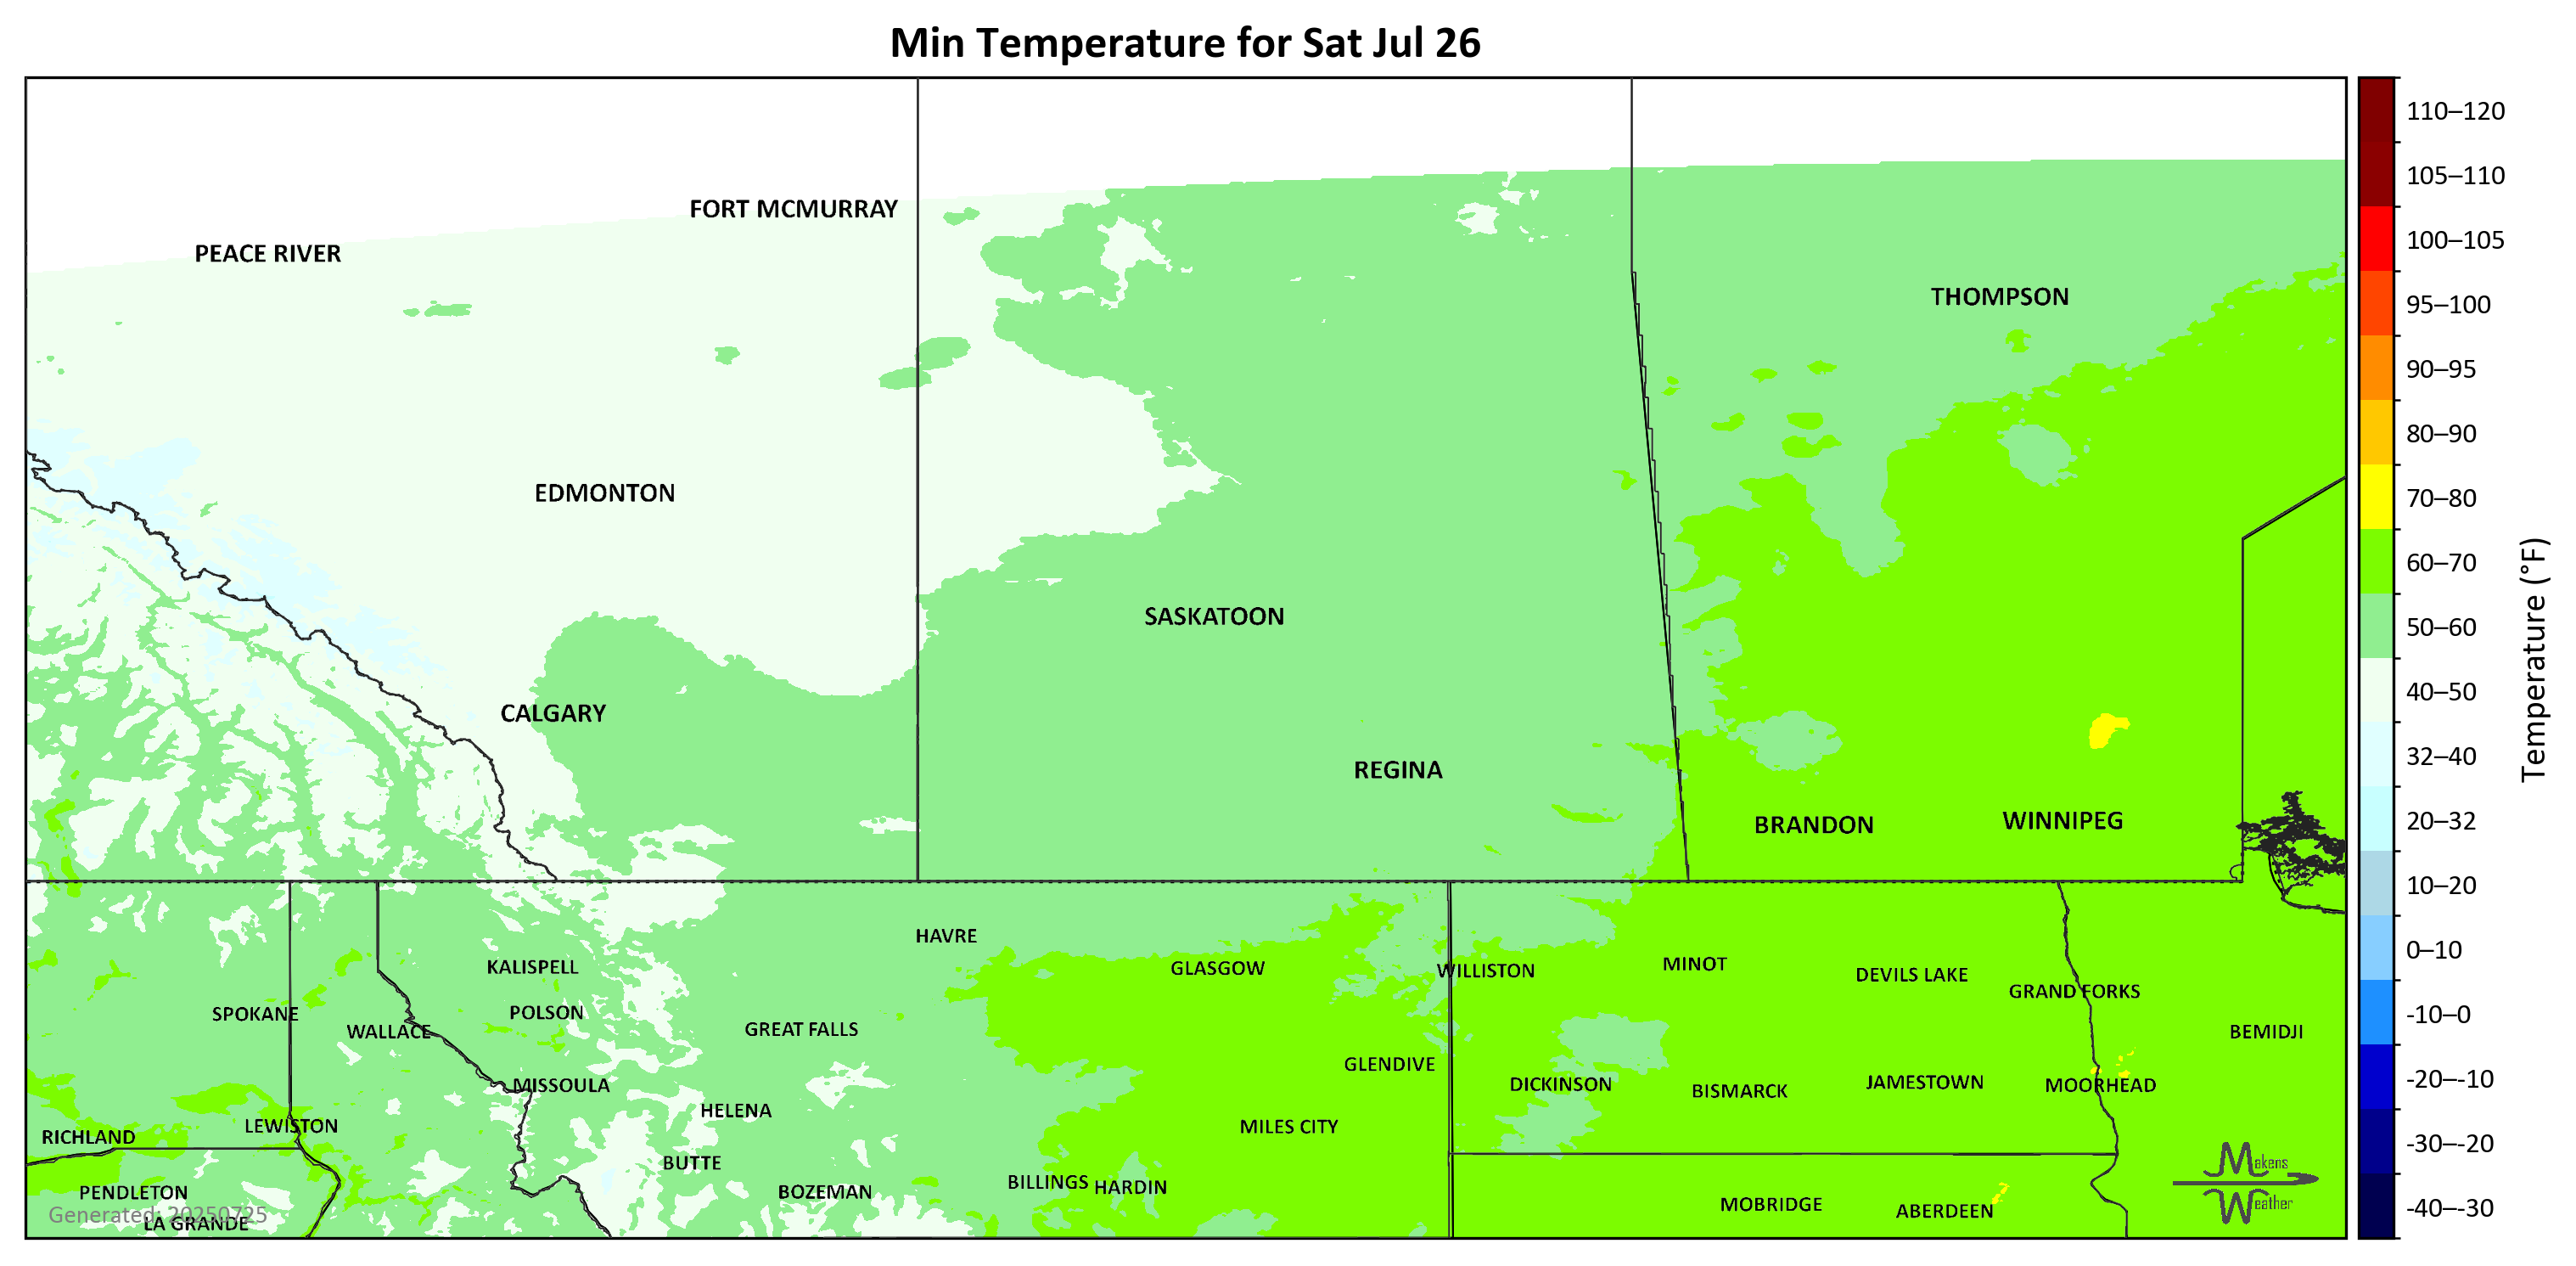 Min Temperature for Sat Jul 26
110–120
105–110
100–105
95–100
90–95
80–90
70–80
60–70
50–60
40–50
32–40
20–32
10–20
0–10
-10–0
-20–-10
-30–-20
-40–-30
Temperature (°F)
FORT MCMURRAY
PEACE RIVER
THOMPSON
EDMONTON
SASKATOON
CALGARY
REGINA
BRANDON
WINNIPEG
HAVRE
KALISPELL
GLASGOW
WILLISTON
MINOT
DEVILS LAKE
GRAND FORKS
SPOKANE
POLSON
WALLACE
GREAT FALLS
BEMIDJI
GLENDIVE
MISSOULA
DICKINSON
BISMARCK
JAMESTOWN
MOORHEAD
HELENA
LEWISTON
MILES CITY
RICHLAND
BUTTE
BILLINGS
HARDIN
PENDLETON
BOZEMAN
MOBRIDGE
ABERDEEN
Generated: 20250725
LA GRANDE
Makens
Weather